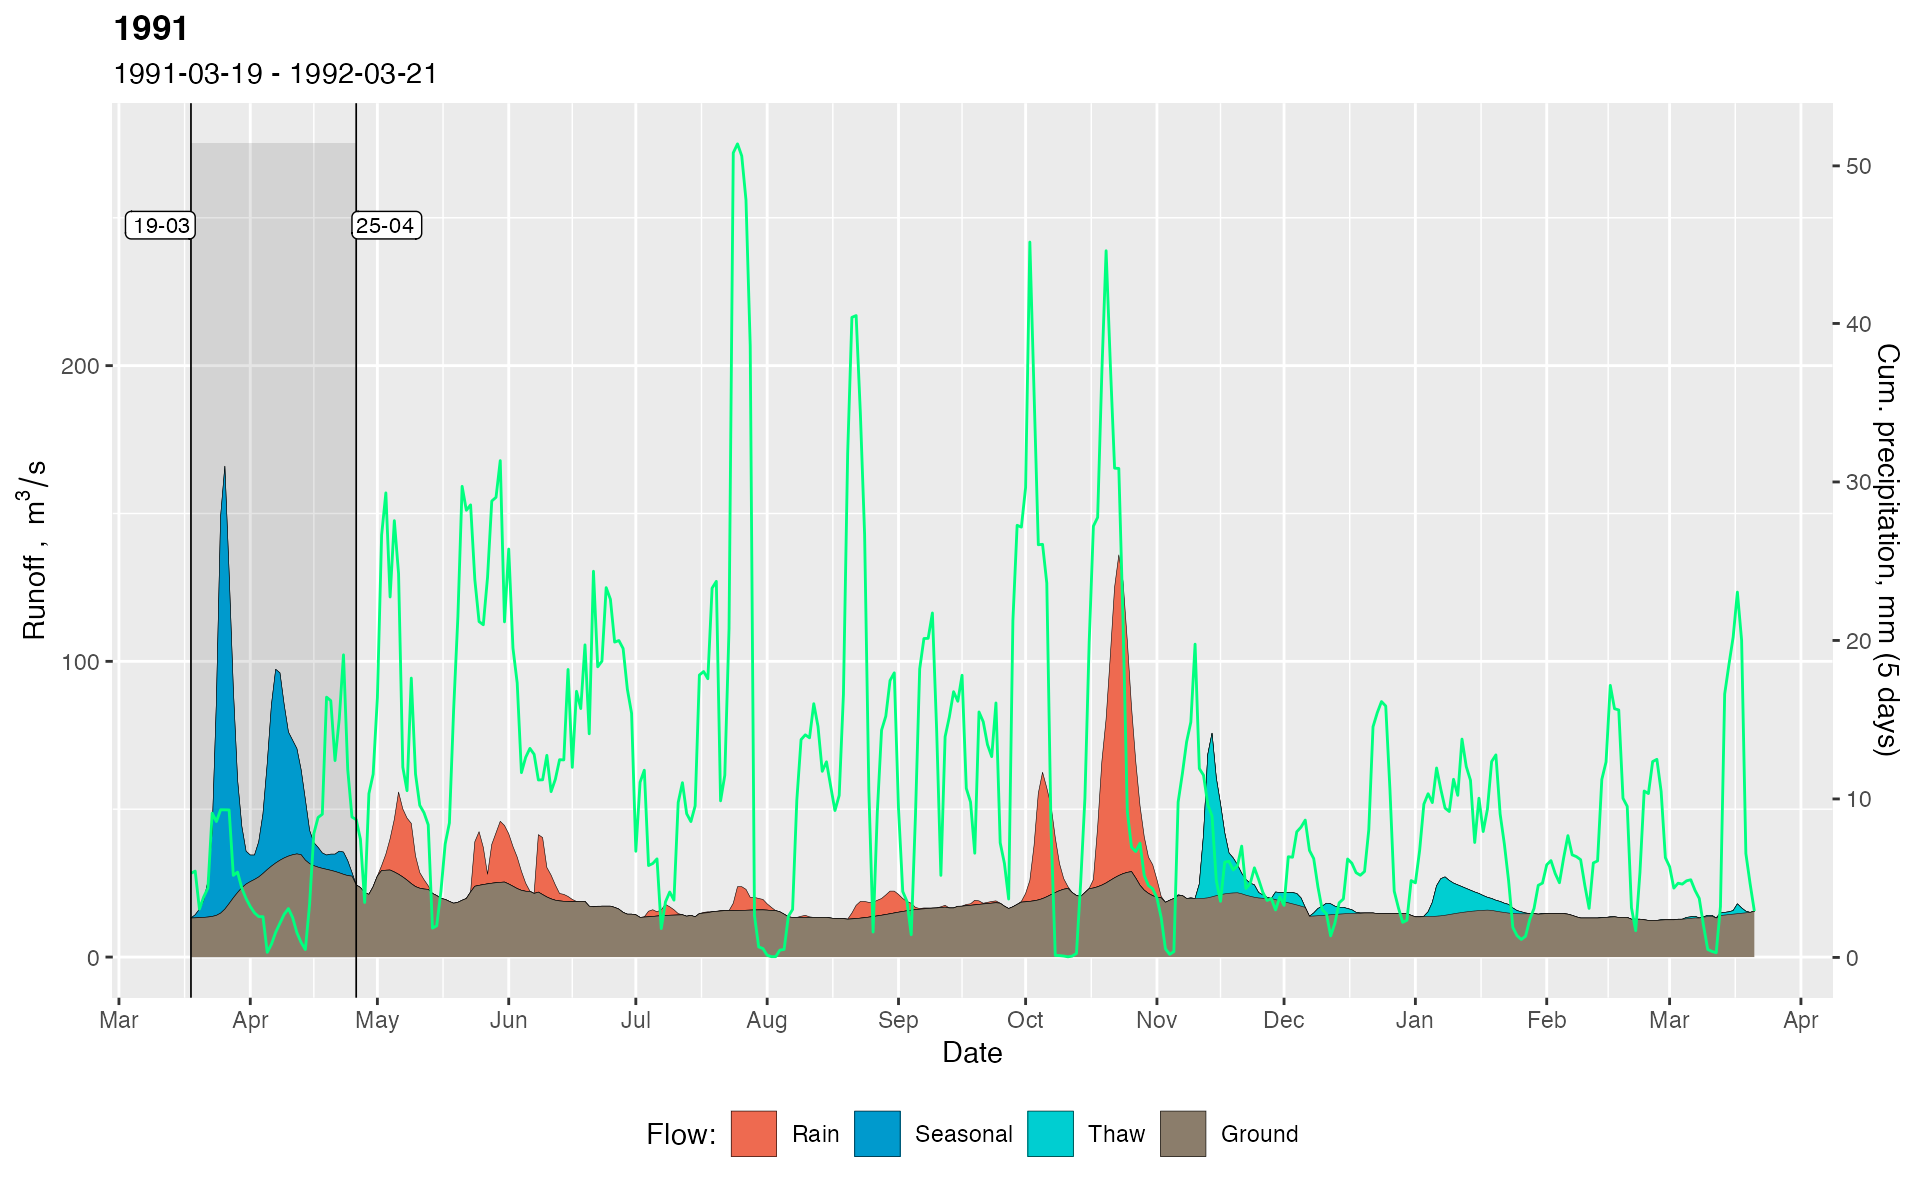 1991
1991-03-19 - 1992-03-21
19-03
25-04
Runoff , m³/s
200
100
0
50
40
30
20
10
0
Cum. precipitation, mm (5 days)
Mar Apr May Jun Jul Aug Sep Oct Nov Dec Jan Feb Mar Apr
Date
Flow: Rain Seasonal Thaw Ground